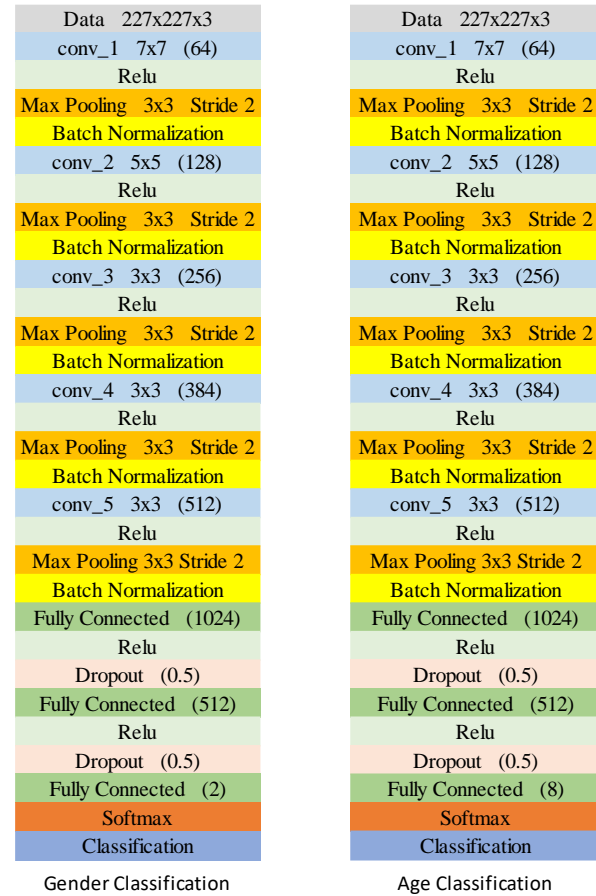 Data 227x227x3
conv_1 7x7 (64)
Relu
Max Pooling 3x3 Stride 2
Batch Normalization
conv_2 5x5 (128)
Relu
Max Pooling 3x3 Stride 2
Batch Normalization
conv_3 3x3 (256)
Relu
Max Pooling 3x3 Stride 2
Batch Normalization
conv_4 3x3 (384)
Relu
Max Pooling 3x3 Stride 2
Batch Normalization
conv_5 3x3 (512)
Relu
Max Pooling 3x3 Stride 2
Batch Normalization
Fully Connected (1024)
Relu
Dropout (0.5)
Fully Connected (512)
Relu
Dropout (0.5)
Fully Connected (2)
Softmax
Classification
Gender Classification
Data 227x227x3
conv_1 7x7 (64)
Relu
Max Pooling 3x3 Stride 2
Batch Normalization
conv_2 5x5 (128)
Relu
Max Pooling 3x3 Stride 2
Batch Normalization
conv_3 3x3 (256)
Relu
Max Pooling 3x3 Stride 2
Batch Normalization
conv_4 3x3 (384)
Relu
Max Pooling 3x3 Stride 2
Batch Normalization
conv_5 3x3 (512)
Relu
Max Pooling 3x3 Stride 2
Batch Normalization
Fully Connected (1024)
Relu
Dropout (0.5)
Fully Connected (512)
Relu
Dropout (0.5)
Fully Connected (8)
Softmax
Classification
Age Classification